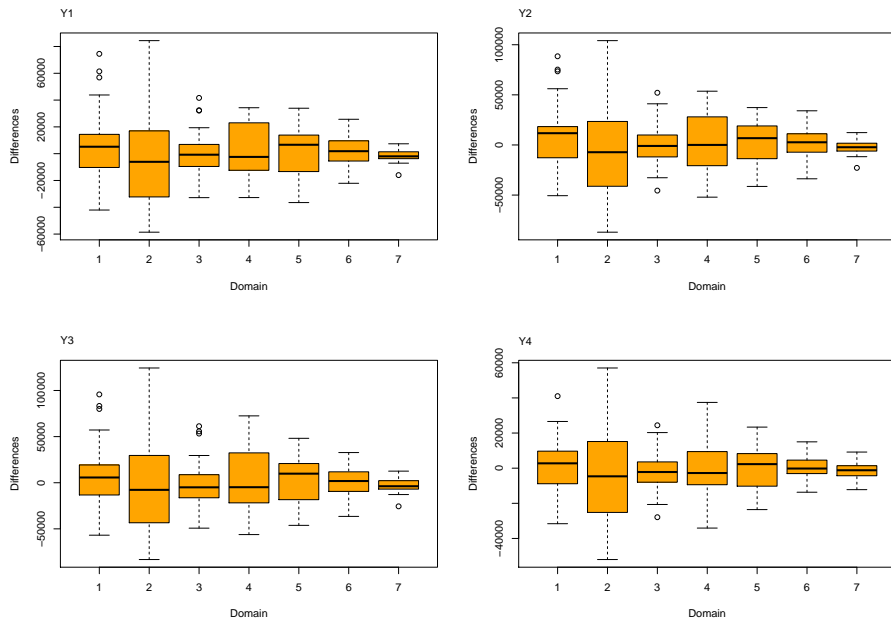 Y1
Differences
60000
20000
−20000
−60000
1 2 3 4 5 6 7
Domain
Y2
Differences
100000
50000
0
−50000
1 2 3 4 5 6 7
Domain
Y3
Differences
100000
50000
0
−50000
1 2 3 4 5 6 7
Domain
Y4
Differences
60000
20000
0
−40000
1 2 3 4 5 6 7
Domain